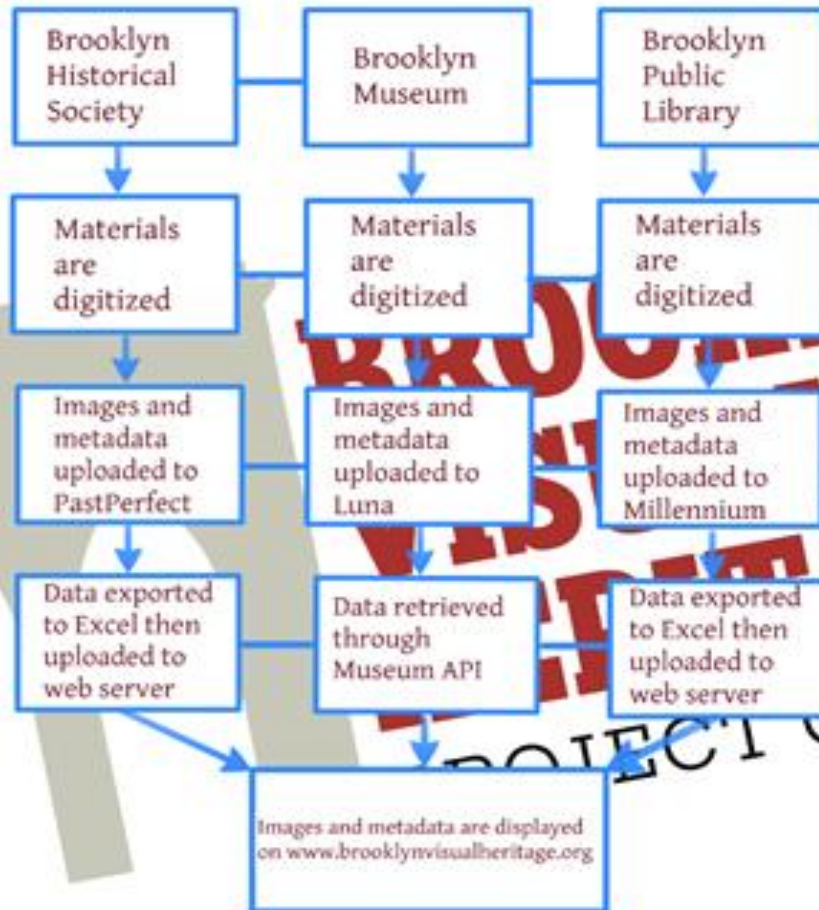 Brooklyn
Historical
Society
Brooklyn
Museum
Brooklyn
Public
Library
Materials
are
digitized
Materials
are
digitized
Materials
are
digitized
Images and
metadata
uploaded to
PastPerfect
Images and
metadata
uploaded to
Luna
Images and
metadata
uploaded to
Millennium
Data exported
to Excel then
uploaded to
web server
Data retrieved
through
Museum API
Data exported
to Excel then
uploaded to
web server
Images and metadata are displayed
on www.brooklynvisualheritage.org